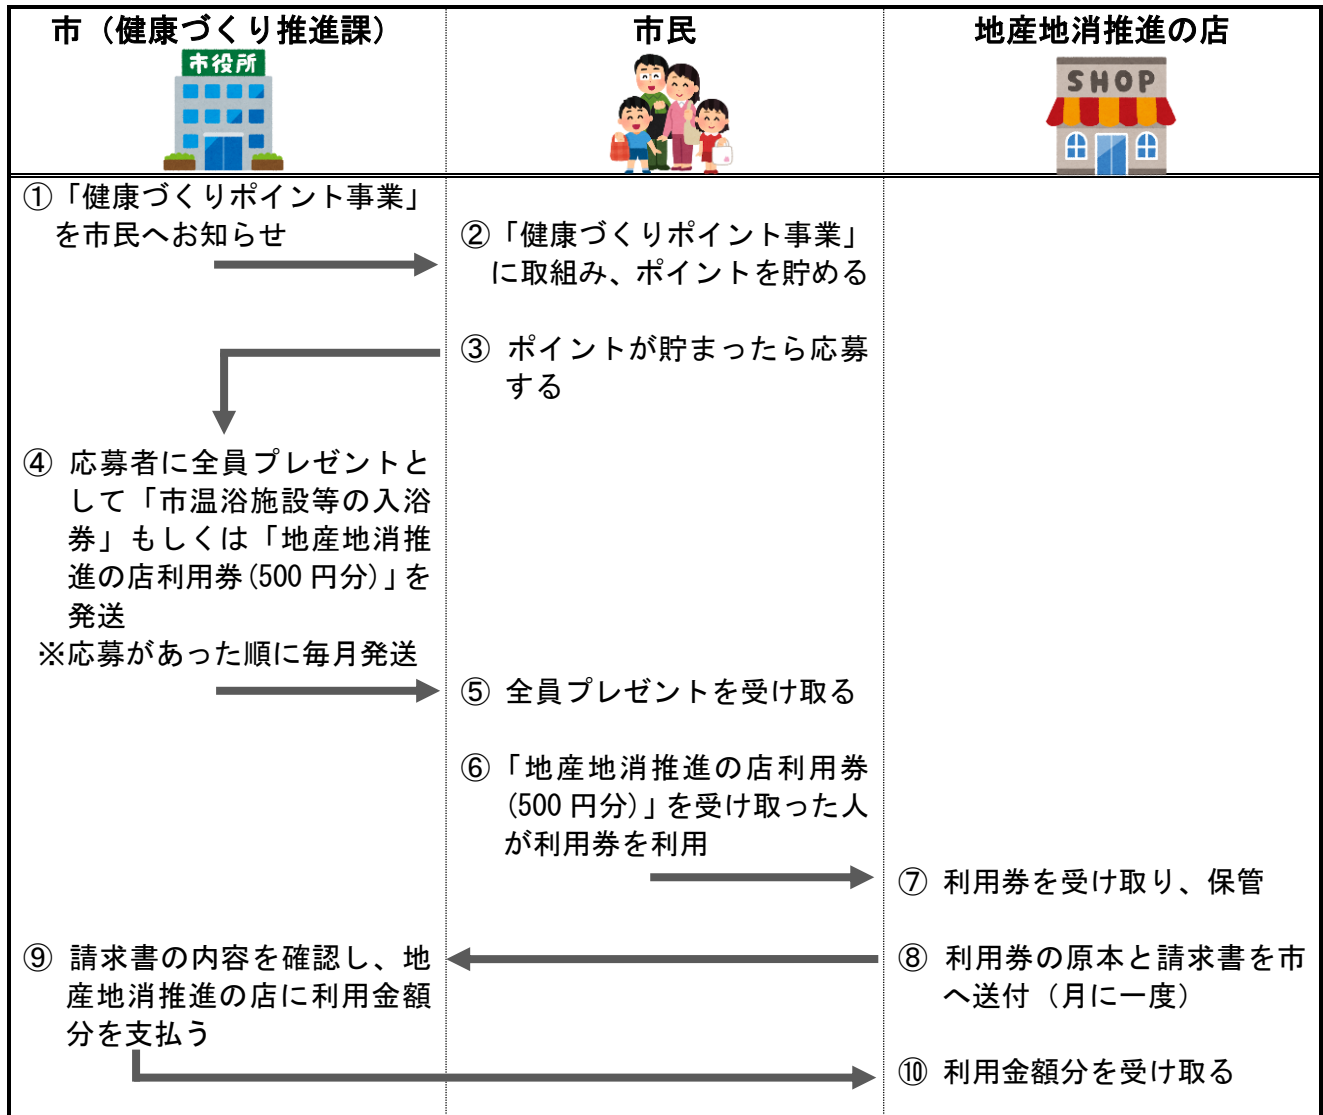 市（健康づくり推進課）
市役所
市民
地産地消推進の店
SHOP
①「健康づくりポイント事業」
を市民へお知らせ
②「健康づくりポイント事業」
に取組み、ポイントを貯める
③ ポイントが貯まったら応募
する
④ 応募者に全員プレゼントと
して「市温浴施設等の入浴
券」もしくは「地産地消推
進の店利用券(500円分)」を
発送
※応募があった順に毎月発送
⑤ 全員プレゼントを受け取る
⑥「地産地消推進の店利用券
(500円分)」を受け取った人
が利用券を利用
⑦ 利用券を受け取り、保管
⑧ 利用券の原本と請求書を市
へ送付（月に一度）
⑨ 請求書の内容を確認し、地
産地消推進の店に利用金額
分を支払う
⑩ 利用金額分を受け取る